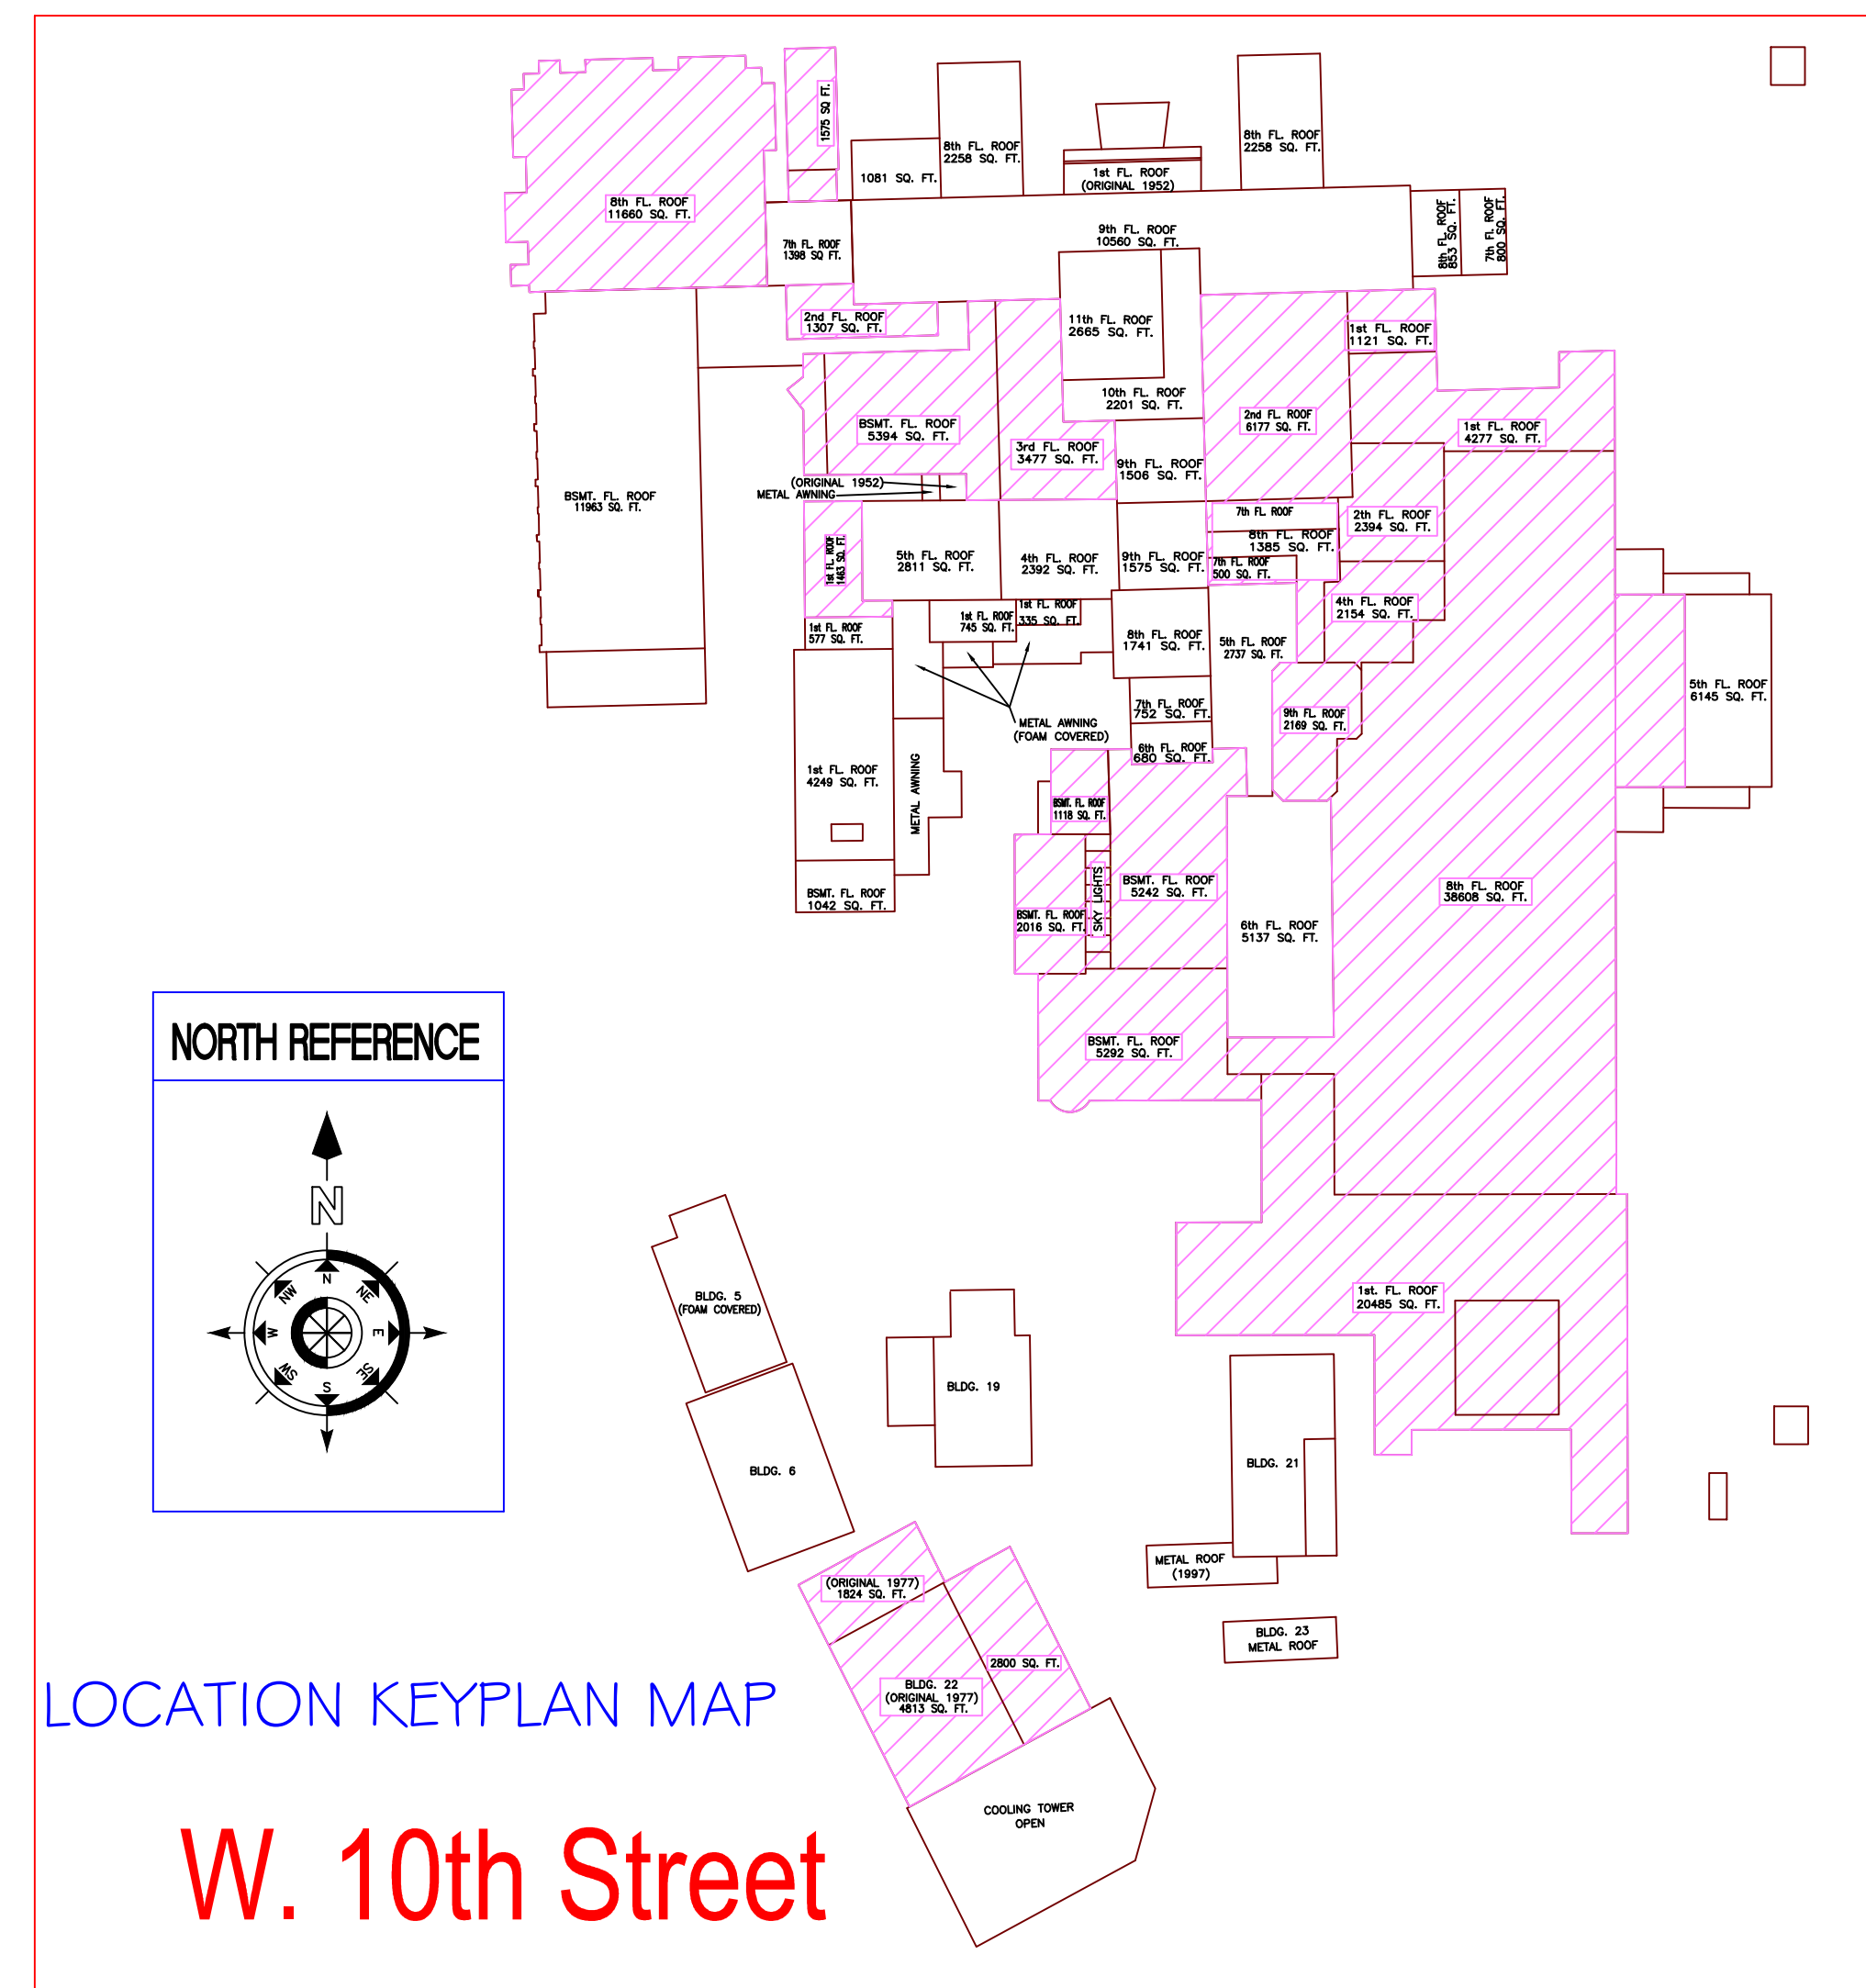 1575 SQ FT.
8th FL. ROOF
2258 SQ. FT.
8th FL. ROOF
2258 SQ. FT.
1081 SQ. FT.
1st FL. ROOF
(ORIGINAL 1952)
8th FL. ROOF
11660 SQ. FT.
7th FL. ROOF
1398 SQ FT.
9th FL. ROOF
10560 SQ. FT.
8th FL. ROOF
853 SQ. FT.
7th FL. ROOF
800 SQ. FT.
2nd FL. ROOF
1307 SQ. FT.
11th FL. ROOF
2665 SQ. FT.
1st FL. ROOF
1121 SQ. FT.
10th FL. ROOF
2201 SQ. FT.
BSMT. FL. ROOF
5394 SQ. FT.
3rd FL. ROOF
3477 SQ. FT.
2nd FL. ROOF
6177 SQ. FT.
1st FL. ROOF
4277 SQ. FT.
9th FL. ROOF
1506 SQ. FT.
(ORIGINAL 1952)
METAL AWNING
BSMT. FL. ROOF
11963 SQ. FT.
7th FL. ROOF
2th FL. ROOF
2394 SQ. FT.
1st FL. ROOF
1463 SQ. FT.
5th FL. ROOF
2811 SQ. FT.
4th FL. ROOF
2392 SQ. FT.
9th FL. ROOF
1575 SQ. FT.
8th FL. ROOF
1385 SQ. FT.
7th FL. ROOF
500 SQ. FT.
4th FL. ROOF
2154 SQ. FT.
1st FL. ROOF
577 SQ. FT.
1st FL. ROOF
745 SQ. FT.
1st FL. ROOF
335 SQ. FT.
8th FL. ROOF
1741 SQ. FT.
5th FL. ROOF
2737 SQ. FT.
5th FL. ROOF
6145 SQ. FT.
METAL AWNING
(FOAM COVERED)
7th FL. ROOF
752 SQ. FT.
9th FL. ROOF
2169 SQ. FT.
6th FL. ROOF
680 SQ. FT.
1st FL. ROOF
4249 SQ. FT.
METAL AWNING
BSMT. FL. ROOF
1118 SQ. FT.
BSMT. FL. ROOF
1042 SQ. FT.
BSMT. FL. ROOF
2016 SQ. FT.
SKY LIGHTS
BSMT. FL. ROOF
5242 SQ. FT.
8th FL. ROOF
38608 SQ. FT.
6th FL. ROOF
5137 SQ. FT.
BSMT. FL. ROOF
5292 SQ. FT.
NORTH REFERENCE
N
N
NE
E
SE
S
SW
W
NW
BLDG. 5
(FOAM COVERED)
1st. FL. ROOF
20485 SQ. FT.
BLDG. 19
BLDG. 6
BLDG. 21
METAL ROOF
(1997)
(ORIGINAL 1977)
1824 SQ. FT.
BLDG. 23
METAL ROOF
2800 SQ. FT.
BLDG. 22
(ORIGINAL 1977)
4813 SQ. FT.
LOCATION KEYPLAN MAP
COOLING TOWER
OPEN
W. 10th Street